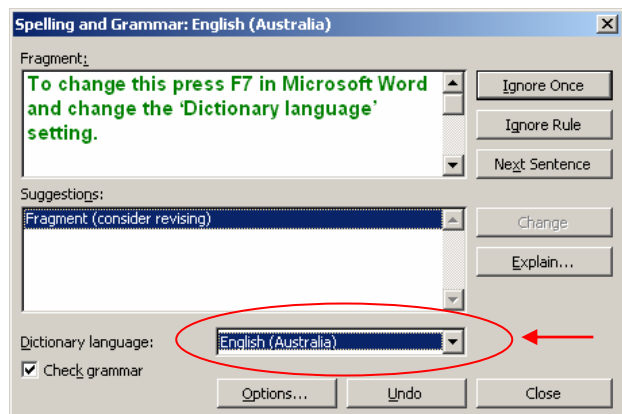 Spelling and Grammar: English (Australia)
Fragment:
To change this press F7 in Microsoft Word
and change the ‘Dictionary language’
setting.
Ignore Once
Ignore Rule
Next Sentence
Suggestions:
Fragment (consider revising)
Change
Explain...
Dictionary language:
English (Australia)
Check grammar
Options...
Undo
Close